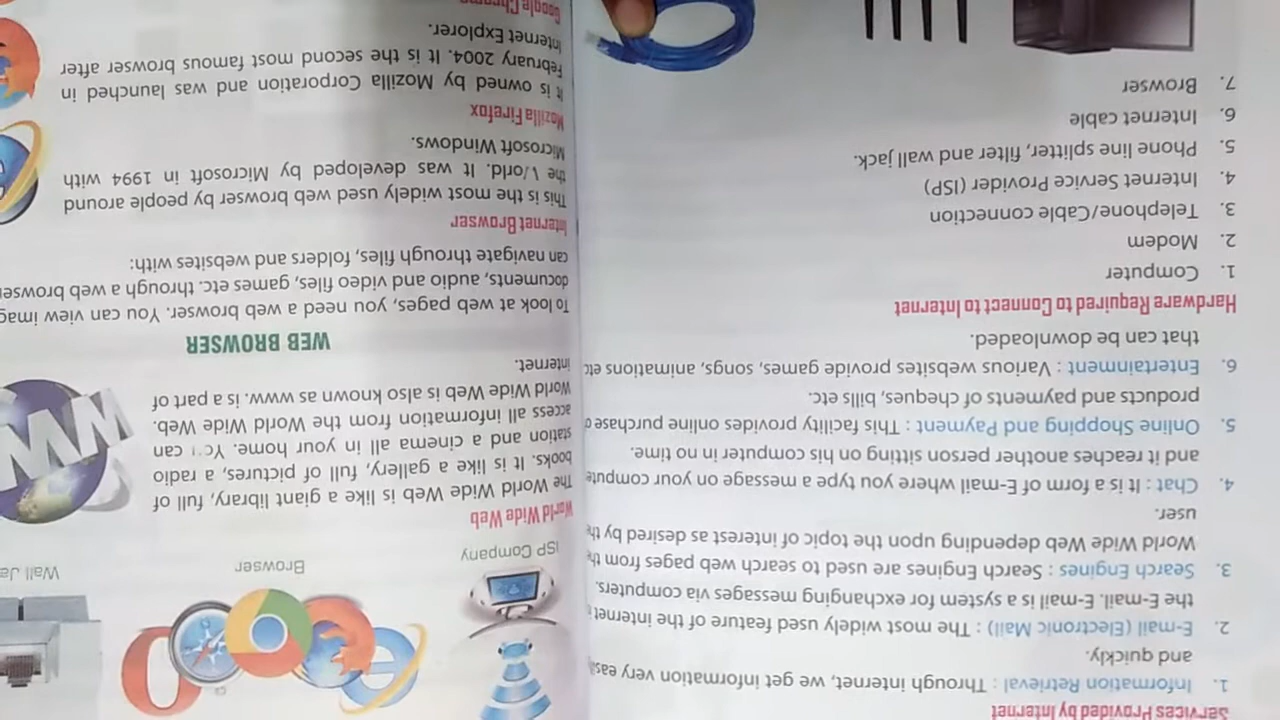 Services Provided by Internet
1. Information Retrieval : Through internet, we get information very easily
and quickly.
2. E-mail (Electronic Mail) : The most widely used feature of the internet
the E-mail. E-mail is a system for exchanging messages via computers.
3. Search Engines : Search Engines are used to search web pages from the
World Wide Web depending upon the topic of interest as desired by the
user.
4. Chat : It is a form of E-mail where you type a message on your compute
and it reaches another person sitting on his computer in no time.
5. Online Shopping and Payment : This facility provides online purchase o
products and payments of cheques, bills etc.
6. Entertainment : Various websites provide games, songs, animations etc
that can be downloaded.
Hardware Required to Connect to Internet
1. Computer
2. Modem
3. Telephone/Cable connection
4. Internet Service Provider (ISP)
5. Phone line splitter, filter and wall jack.
6. Internet cable
7. Browser
ISP Company
Browser
Wall Ja
World Wide Web
The World Wide Web is like a giant library, full of
books. It is like a gallery, full of pictures, a radio
station and a cinema all in your home. You can
access all information from the World Wide Web.
World Wide Web is also known as www. is a part of
internet.
WEB BROWSER
To look at web pages, you need a web browser. You can view imag
documents, audio and video files, games etc. through a web browse
can navigate through files, folders and websites with:
Internet Browser
This is the most widely used web browser by people around
the World. It was developed by Microsoft in 1994 with
Microsoft Windows.
Mozilla Firefox
It is owned by Mozilla Corporation and was launched in
February 2004. It is the second most famous browser after
Internet Explorer.
Google Chrome